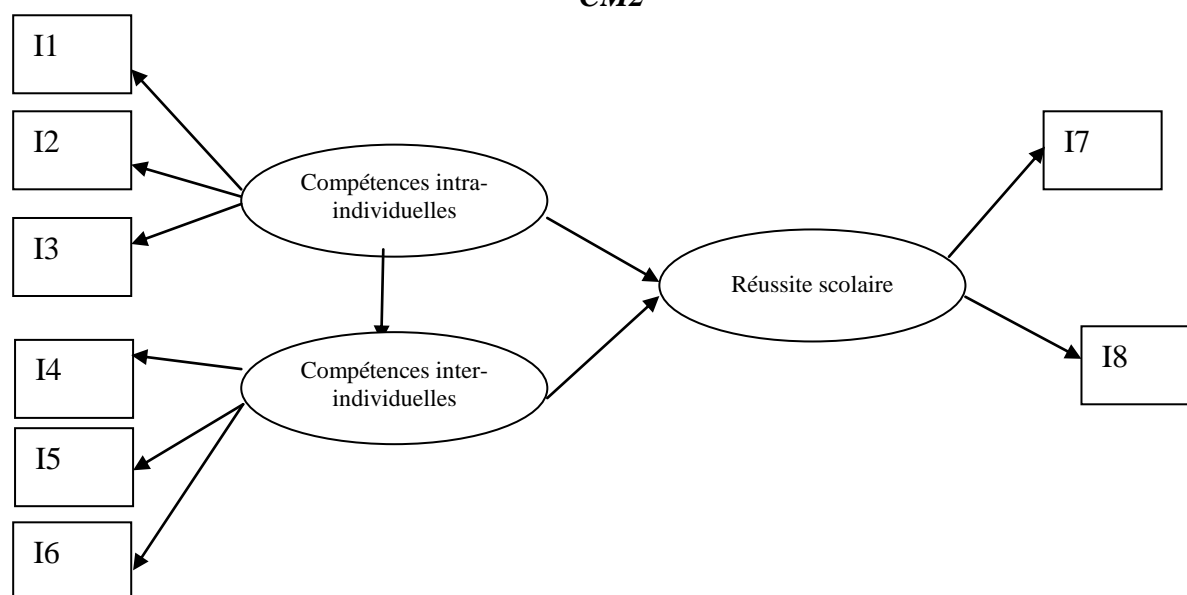 CM2
I1
I2
I3
Compétences intra-
individuelles
I4
I5
I6
Compétences inter-
individuelles
Réussite scolaire
I7
I8